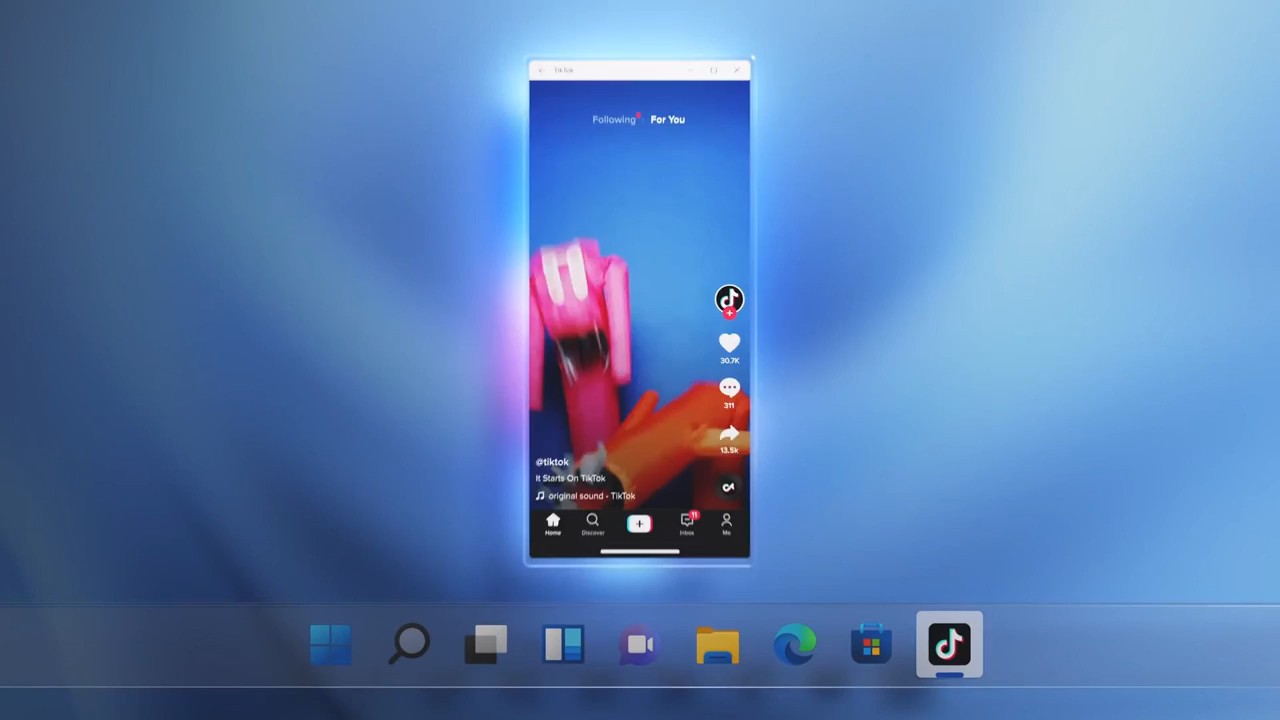 TikTok
Following For You
30.7K
311
13.5k
@tiktok
It Starts On TikTok
original sound - TikTok
11
Home Discover Inbox Me